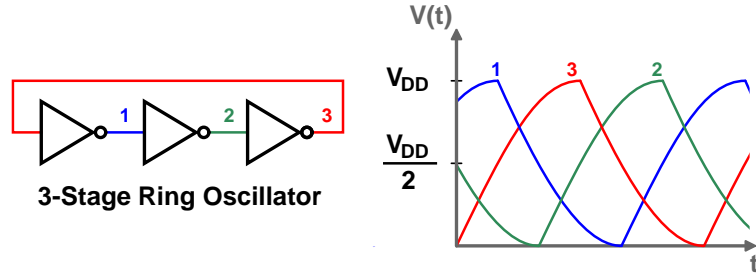 1 2 3
3-Stage Ring Oscillator
V(t)
VDD
VDD
2
1 3 2
t